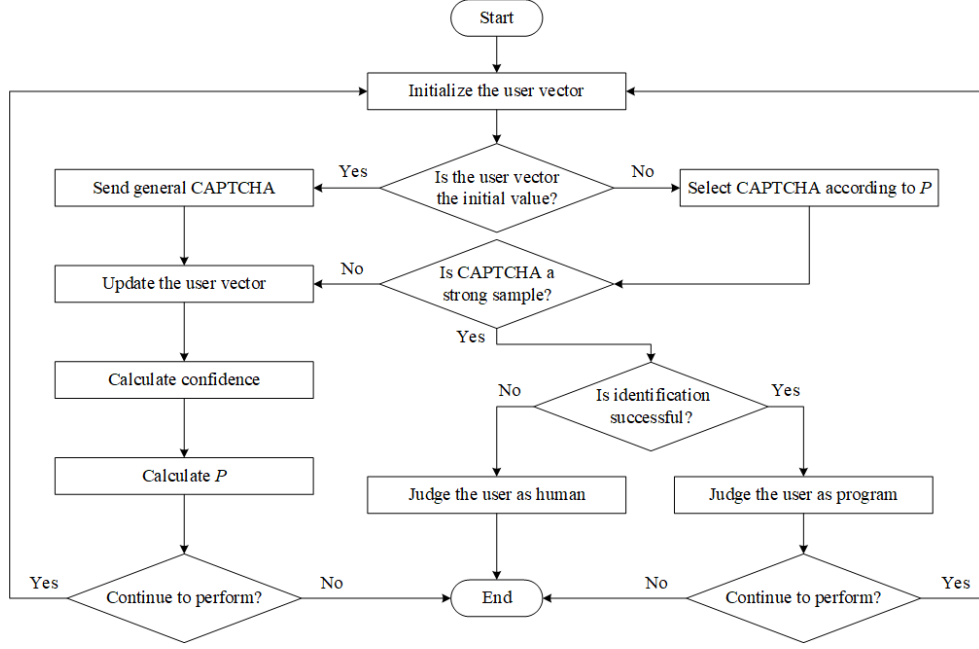 Start
Initialize the user vector
Yes
Is the user vector
the initial value?
No
Send general CAPTCHA
Select CAPTCHA according to P
No
Is CAPTCHA a
strong sample?
Update the user vector
Yes
Calculate confidence
No
Is identification
successful?
Yes
Calculate P
Judge the user as human
Judge the user as program
Yes
Continue to perform?
No
End
No
Continue to perform?
Yes